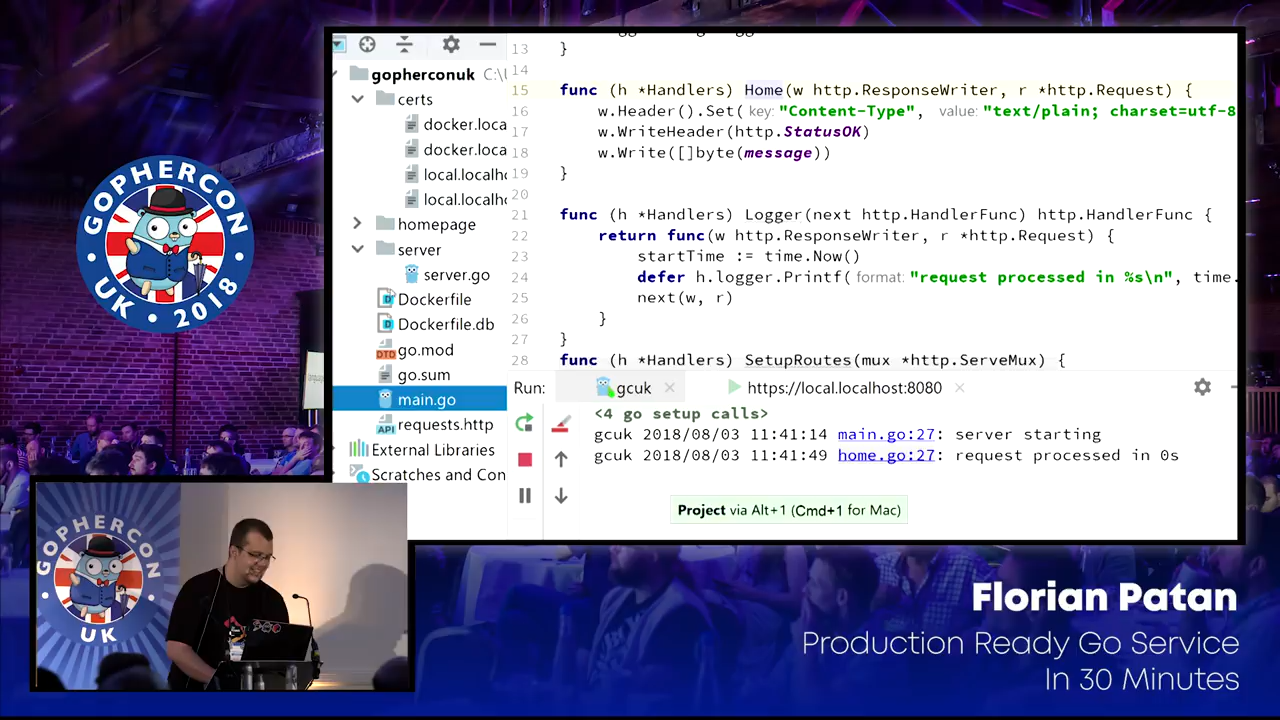 GOPHERCON
UK • 2018
gopherconuk C:\
certs
docker.loca
docker.loca
local.localho
local.localho
homepage
server
server.go
Dockerfile
Dockerfile.db
go.mod
go.sum
main.go
requests.http
External Libraries
Scratches and Con
13 }
14
15 func (h *Handlers) Home(w http.ResponseWriter, r *http.Request) {
16 w.Header().Set( key: "Content-Type", value: "text/plain; charset=utf-8
17 w.WriteHeader(http.StatusOK)
18 w.Write([]byte(message))
19 }
20
21 func (h *Handlers) Logger(next http.HandlerFunc) http.HandlerFunc {
22 return func(w http.ResponseWriter, r *http.Request) {
23 startTime := time.Now()
24 defer h.logger.Printf( format: "request processed in %s\n", time.
25 next(w, r)
26 }
27 }
28 func (h *Handlers) SetupRoutes(mux *http.ServeMux) {
Run: gcuk https://local.localhost:8080
<4 go setup calls>
gcuk 2018/08/03 11:41:14 main.go:27: server starting
gcuk 2018/08/03 11:41:49 home.go:27: request processed in 0s
Project via Alt+1 (Cmd+1 for Mac)
GOPHERCON
UK
Florian Patan
Production Ready Go Service
In 30 Minutes